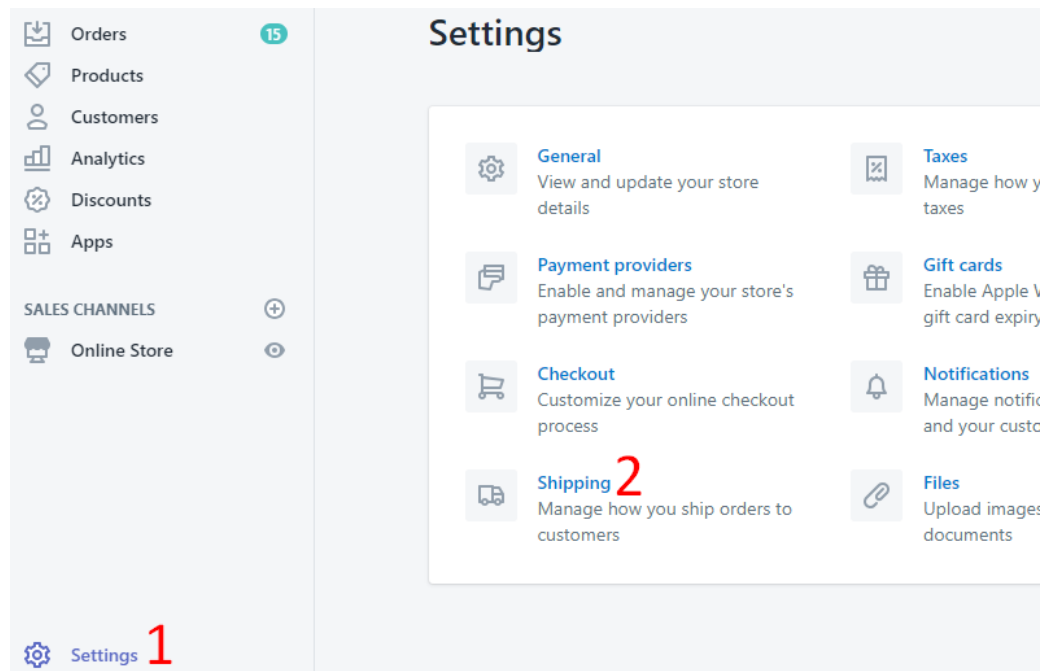 Orders 15
Products
Customers
Analytics
Discounts
Apps
SALES CHANNELS
Online Store
Settings 1
Settings
General
View and update your store
details
Payment providers
Enable and manage your store's
payment providers
Checkout
Customize your online checkout
process
Shipping 2
Manage how you ship orders to
customers
Taxes
Manage how
taxes
Gift cards
Enable Apple
gift card expiry
Notifications
Manage
and your
Files
Upload images
documents